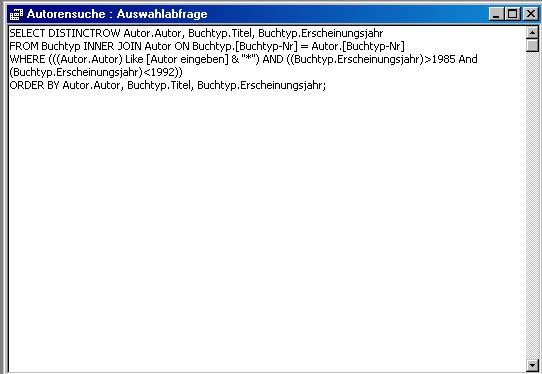 Autorensuche : Auswahlabfrage
SELECT DISTINCTROW Autor.Autor, Buchtyp.Titel, Buchtyp.Erscheinungsjahr
FROM Buchtyp INNER JOIN Autor ON Buchtyp.[Buchtyp-Nr] = Autor.[Buchtyp-Nr]
WHERE (((Autor.Autor) Like [Autor eingeben] & "*") AND ((Buchtyp.Erscheinungsjahr)>1985 And
(Buchtyp.Erscheinungsjahr)<1992))
ORDER BY Autor.Autor, Buchtyp.Titel, Buchtyp.Erscheinungsjahr;